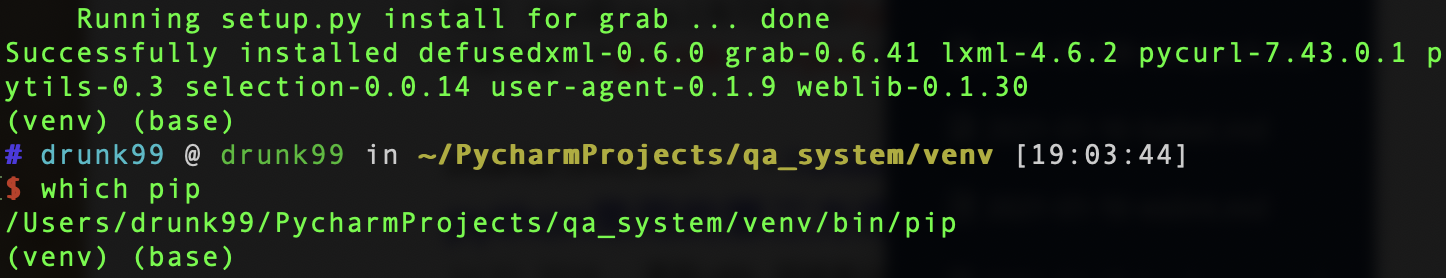 Running setup.py install for grab ... done
Successfully installed defusedxml-0.6.0 grab-0.6.41 lxml-4.6.2 pycurl-7.43.0.1 p
ytils-0.3 selection-0.0.14 user-agent-0.1.9 weblib-0.1.30
(venv) (base)
# drunk99 @ drunk99 in ~/PycharmProjects/qa_system/venv [19:03:44]
$ which pip
/Users/drunk99/PycharmProjects/qa_system/venv/bin/pip
(venv) (base)